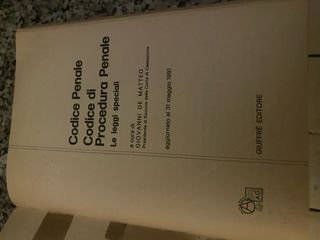 Codice Penale
Codice di
Procedura Penale
Le leggi speciali
a cura di
GIOVANNI DE MATTEO
Presidente di Sezione della Corte di Cassazione
aggiornato al 31 maggio 1981
GIUFFRÈ EDITORE